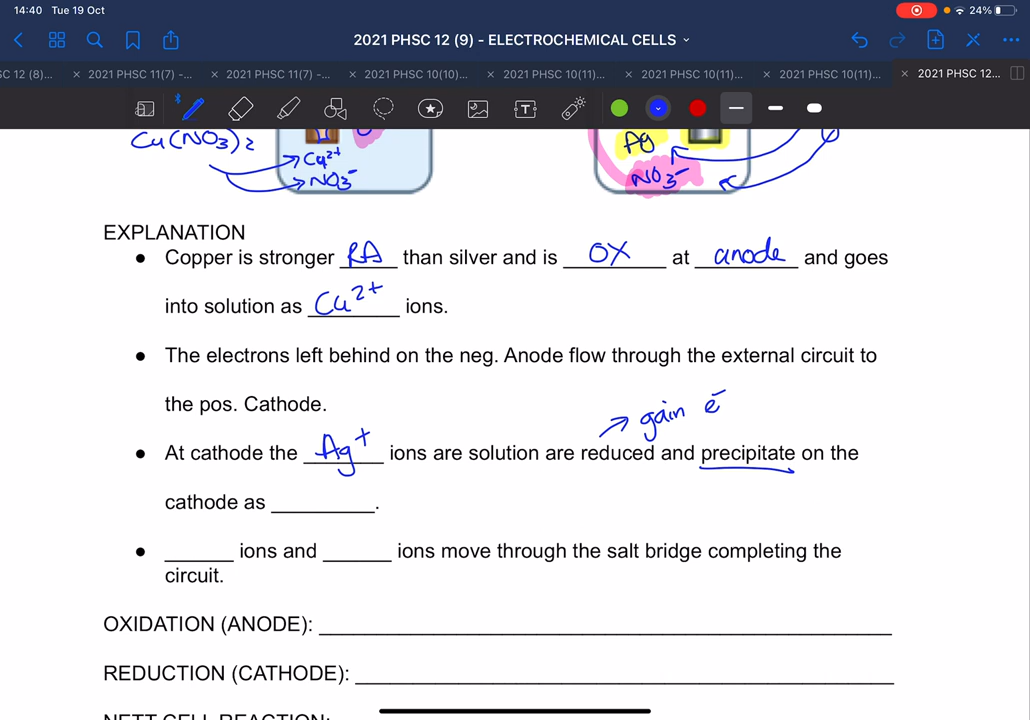 14:40 Tue 19 Oct
24%
2021 PHSC 12 (9) - ELECTROCHEMICAL CELLS
SC 12 (8)... × 2021 PHSC 11(7) -... × 2021 PHSC 11(7) -... × 2021 PHSC 10(10)... × 2021 PHSC 10(11)... × 2021 PHSC 10(11)... × 2021 PHSC 10(11)... × 2021 PHSC 12...
Cu(NO3)2
Cu2+
NO3-
Ag
NO3-
EXPLANATION
● Copper is stronger RA than silver and is OX at anode and goes
into solution as Cu2+ ions.
● The electrons left behind on the neg. Anode flow through the external circuit to
the pos. Cathode.
→ gain e-
● At cathode the Ag+ ions are solution are reduced and precipitate on the
cathode as ________.
● ______ ions and ______ ions move through the salt bridge completing the
circuit.
OXIDATION (ANODE):
REDUCTION (CATHODE):
NETT CELL REACTION: